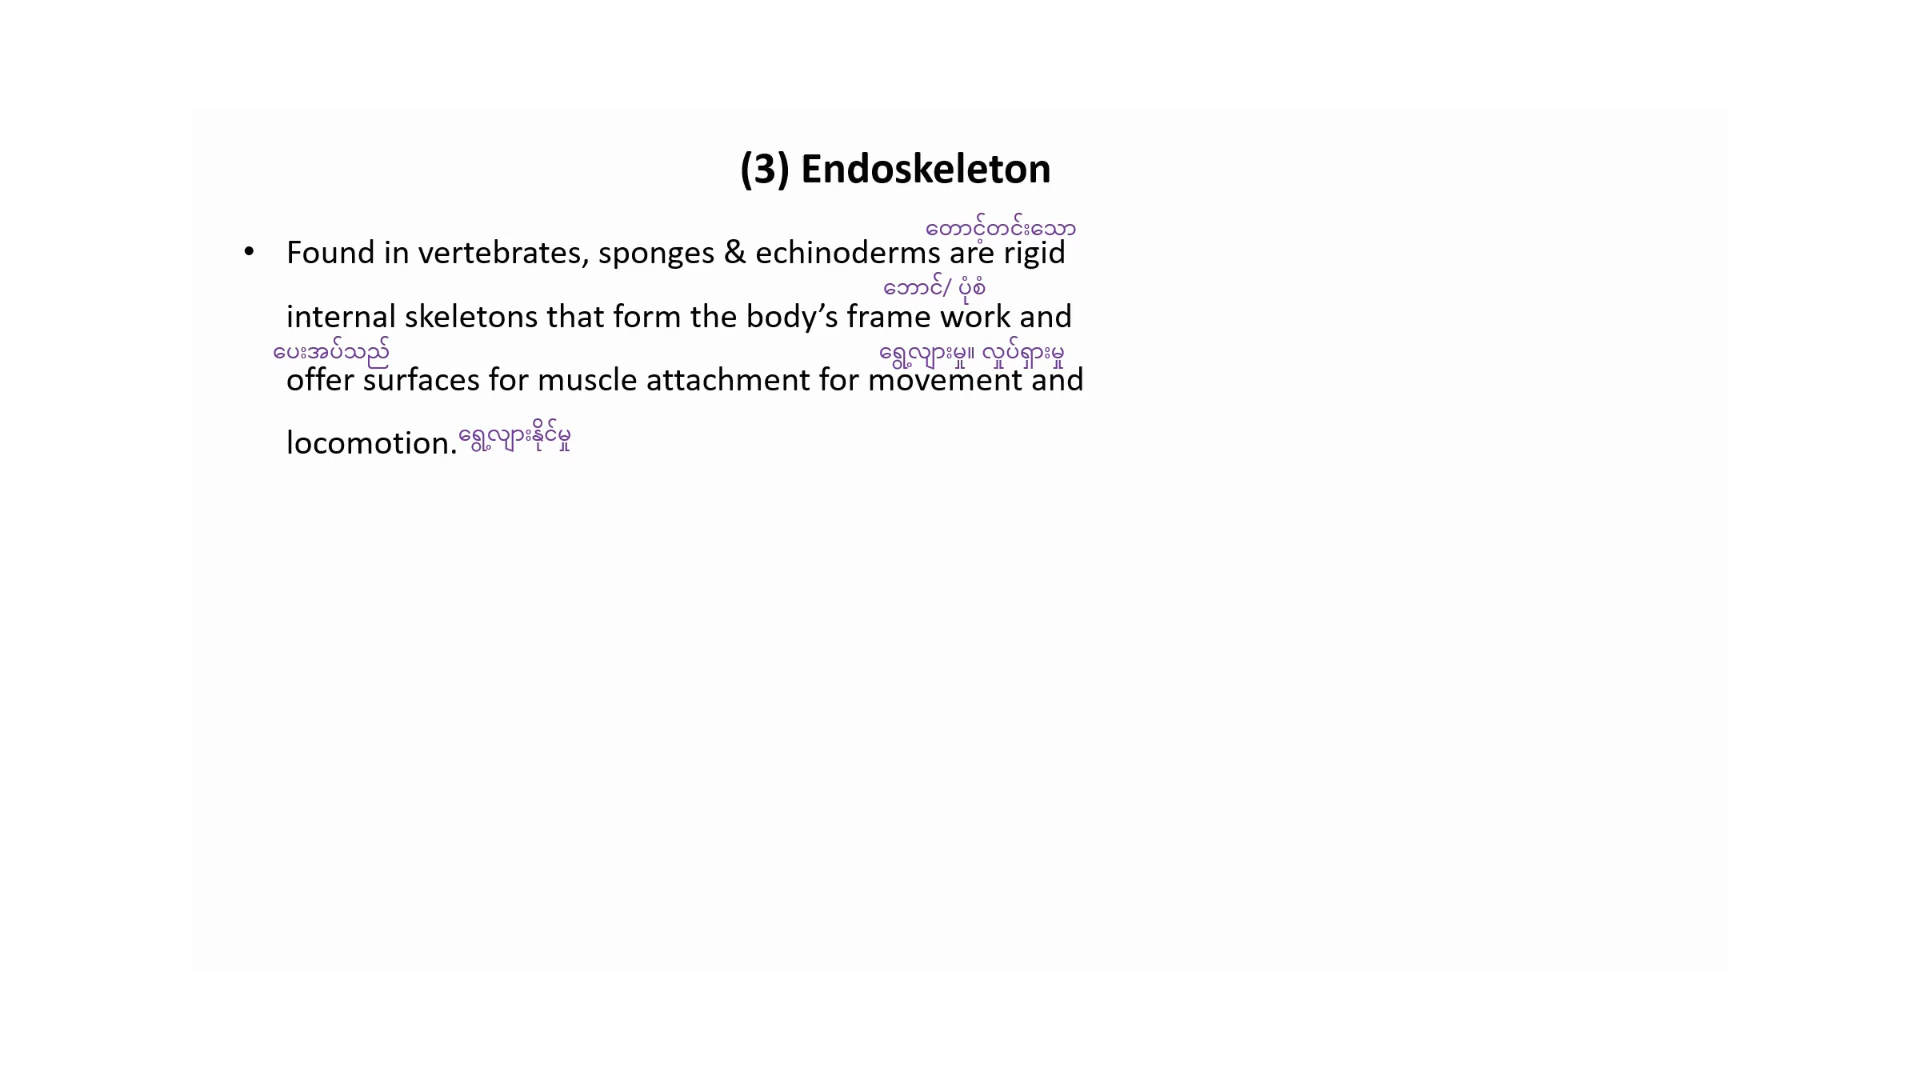 (3) Endoskeleton
တောင့်တင်းသော
• Found in vertebrates, sponges & echinoderms are rigid
ဘောင်/ ပုံစံ
internal skeletons that form the body’s frame work and
ပေးအပ်သည် ရွေ့လျားမှု။ လှုပ်ရှားမှု
offer surfaces for muscle attachment for movement and
locomotion. ရွေ့လျားနိုင်မှု